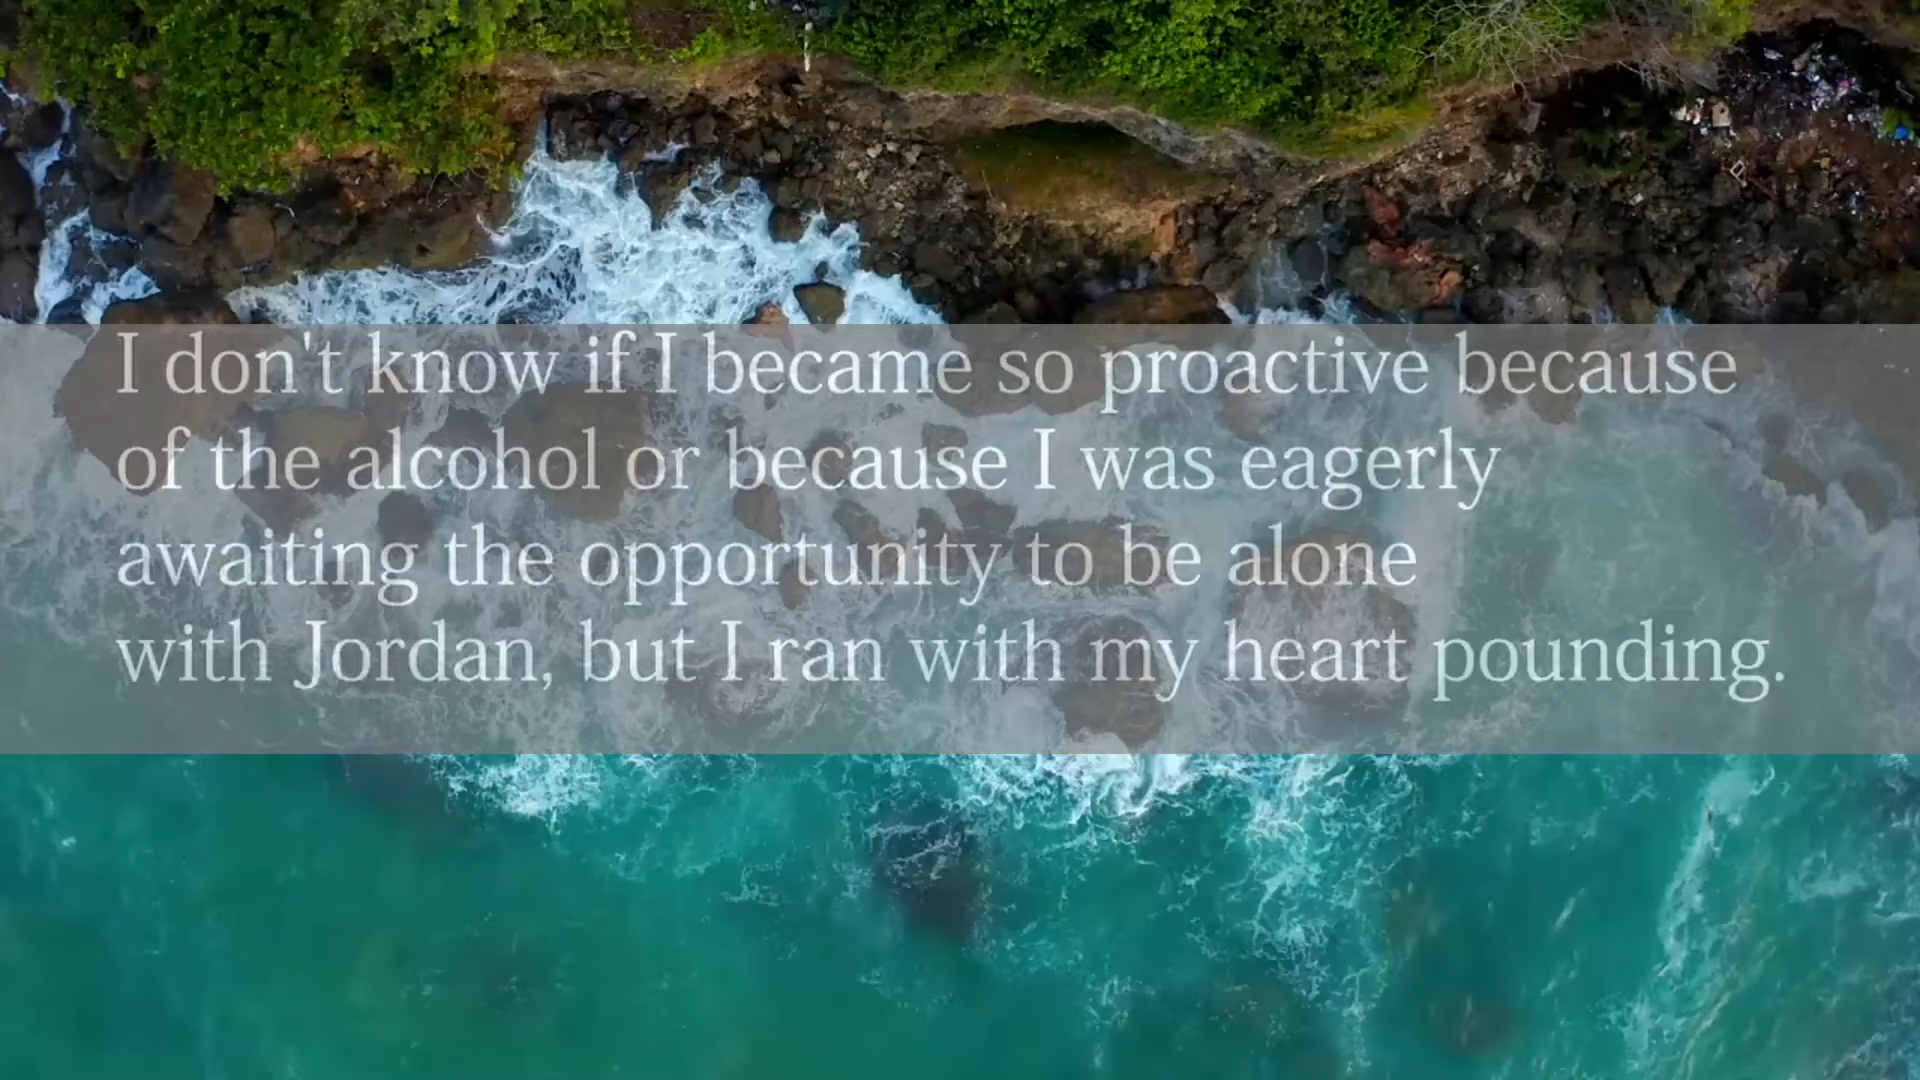 I don't know if I became so proactive because
of the alcohol or because I was eagerly
awaiting the opportunity to be alone
with Jordan, but I ran with my heart pounding.